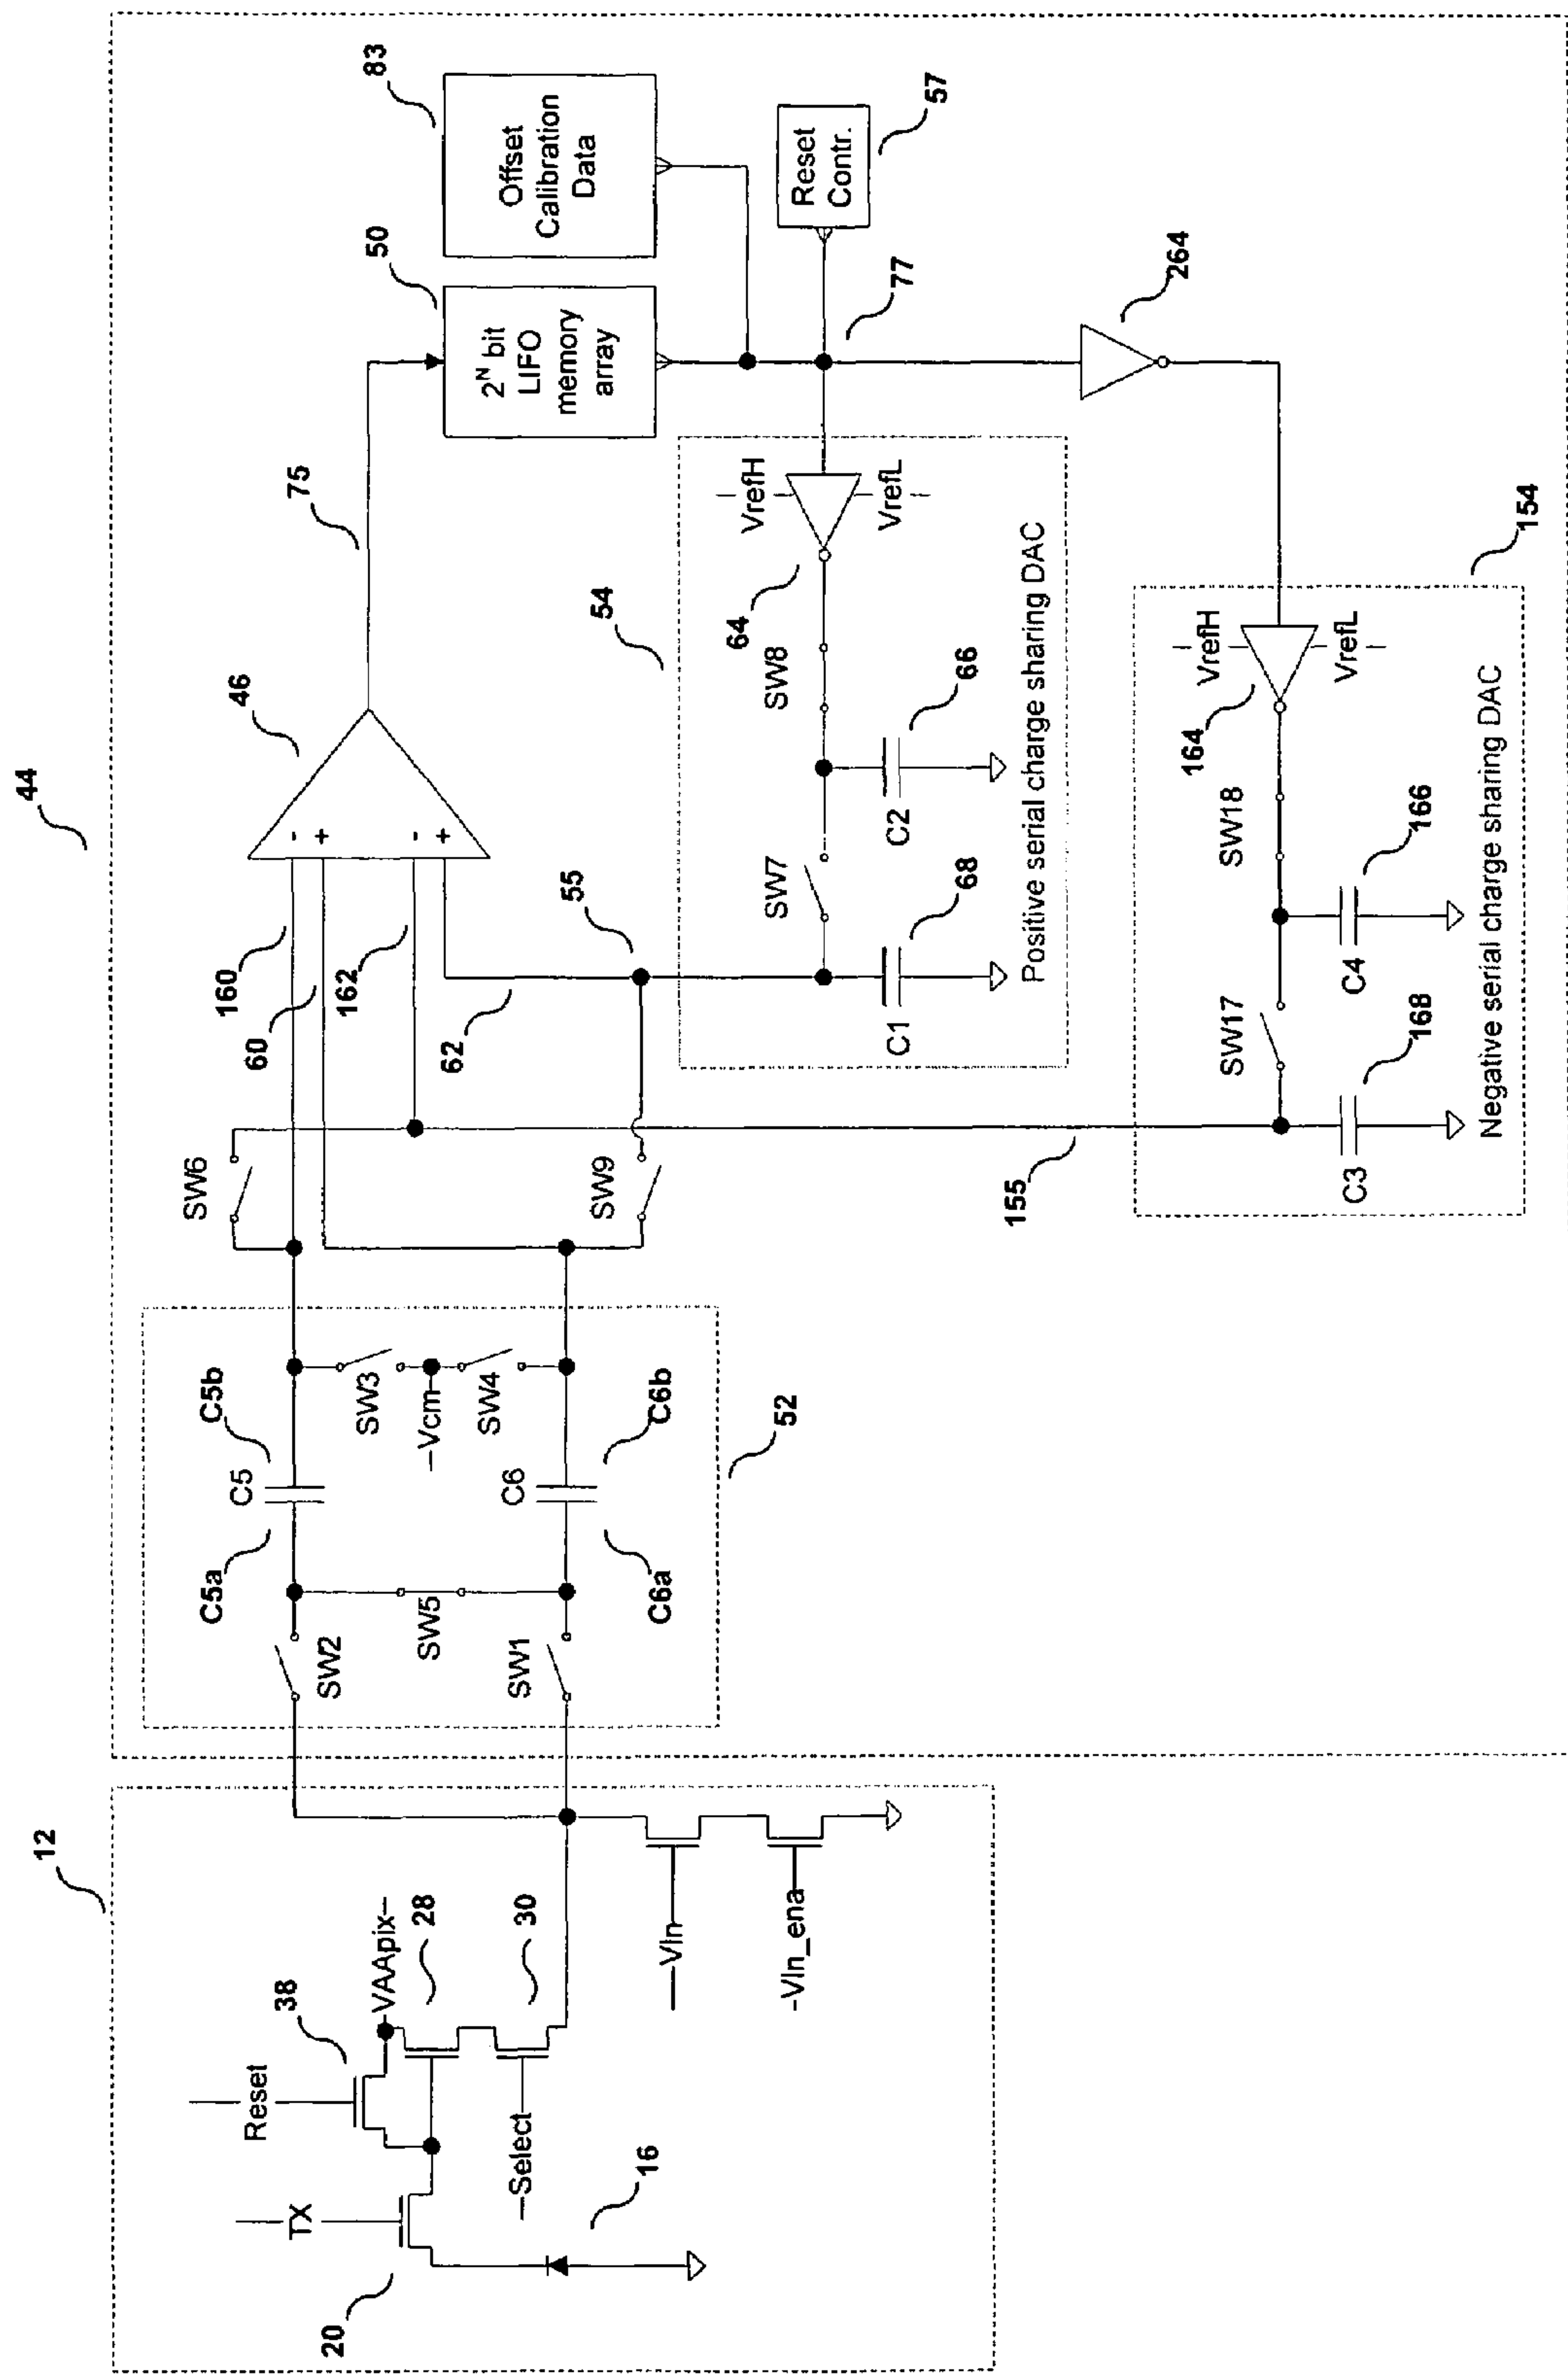 12
44
Reset
38
TX
–VAApix–
28
30
–Select–
16
20
–Vln
–Vln_ena
SW2
SW5
SW1
C5a
C5
C5b
SW3
–Vcm–
SW4
C6a
C6
C6b
52
SW6
SW9
160
60
162
62
46
-
+
-
+
75
50
2^N bit
LIFO
memory
array
83
Offset
Calibration
Data
57
Reset
Contr.
77
55
54
VrefH
VrefL
64
SW8
66
C2
SW7
68
C1
Positive serial charge sharing DAC
264
154
VrefH
VrefL
164
SW18
166
C4
SW17
168
C3
155
Negative serial charge sharing DAC